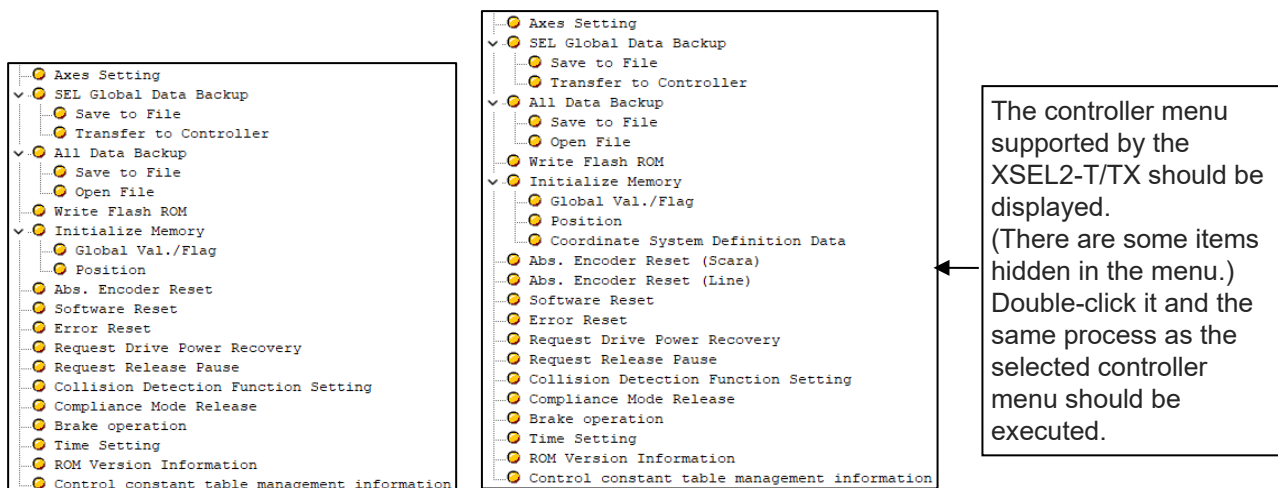 Axes Setting
SEL Global Data Backup
Save to File
Transfer to Controller
All Data Backup
Save to File
Open File
Write Flash ROM
Initialize Memory
Global Val./Flag
Position
Abs. Encoder Reset
Software Reset
Error Reset
Request Drive Power Recovery
Request Release Pause
Collision Detection Function Setting
Compliance Mode Release
Brake operation
Time Setting
ROM Version Information
Control constant table management information
Axes Setting
SEL Global Data Backup
Save to File
Transfer to Controller
All Data Backup
Save to File
Open File
Write Flash ROM
Initialize Memory
Global Val./Flag
Position
Coordinate System Definition Data
Abs. Encoder Reset (Scara)
Abs. Encoder Reset (Line)
Software Reset
Error Reset
Request Drive Power Recovery
Request Release Pause
Collision Detection Function Setting
Compliance Mode Release
Brake operation
Time Setting
ROM Version Information
Control constant table management information
The controller menu
supported by the
XSEL2-T/TX should be
displayed.
(There are some items
hidden in the menu.)
Double-click it and the
same process as the
selected controller
menu should be
executed.